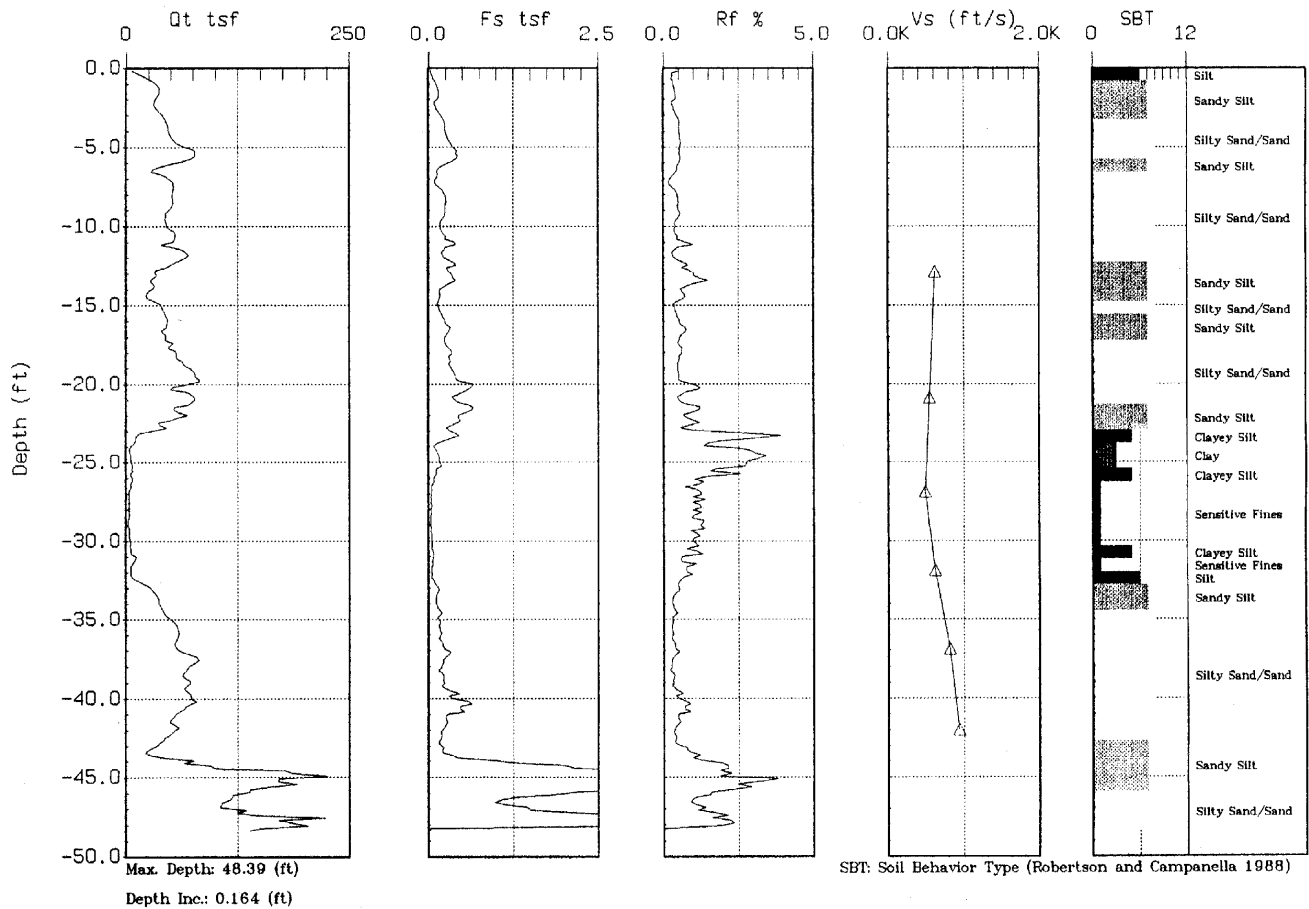 Qt tsf
Fs tsf
Rf %
Vs (ft/s)
SBT
0
250
0.0
2.5
0.0
5.0
0.0K
2.0K
0
12
Depth (ft)
0.0
-5.0
-10.0
-15.0
-20.0
-25.0
-30.0
-35.0
-40.0
-45.0
-50.0
Silt
Sandy Silt
Silty Sand/Sand
Sandy Silt
Silty Sand/Sand
Sandy Silt
Silty Sand/Sand
Sandy Silt
Silty Sand/Sand
Sandy Silt
Clayey Silt
Clay
Clayey Silt
Sensitive Fines
Clayey Silt
Sensitive Fines
Silt
Sandy Silt
Silty Sand/Sand
Sandy Silt
Silty Sand/Sand
Max. Depth: 48.39 (ft)
Depth Inc.: 0.164 (ft)
SBT: Soil Behavior Type (Robertson and Campanella 1988)